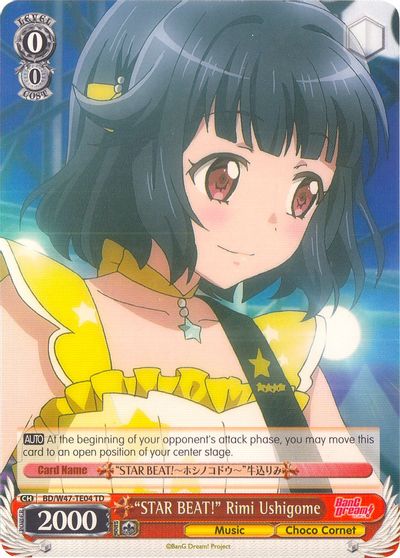 LEVEL
0
0
COST
AUTO At the beginning of your opponent's attack phase, you may move this
card to an open position of your center stage.
Card Name
"STAR BEAT!~ホシノコドウ~"牛込りみ
CH BD/W47-TE04 TD
"STAR BEAT!" Rimi Ushigome
BanG Dream!
2000
Music
Choco Cornet
©BanG Dream! Project